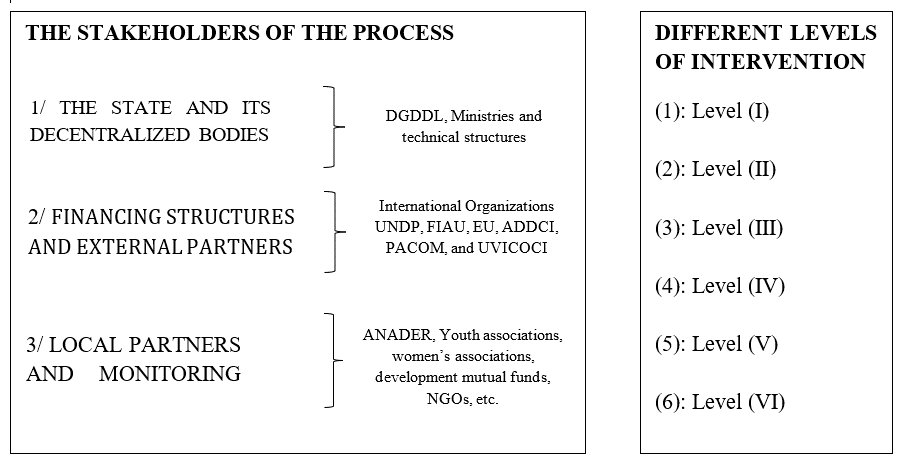 THE STAKEHOLDERS OF THE PROCESS
1/ THE STATE AND ITS
DECENTRALIZED BODIES
DGDDL, Ministries and
technical structures
2/ FINANCING STRUCTURES
AND EXTERNAL PARTNERS
International Organizations
UNDP, FIAU, EU, ADDCI,
PACOM, and UVICOCI
3/ LOCAL PARTNERS
AND MONITORING
ANADER, Youth associations,
women's associations,
development mutual funds,
NGOs, etc.
DIFFERENT LEVELS
OF INTERVENTION
(1): Level (I)
(2): Level (II)
(3): Level (III)
(4): Level (IV)
(5): Level (V)
(6): Level (VI)